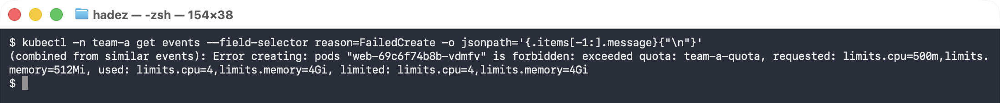 hadez — -zsh — 154×38
$ kubectl -n team-a get events --field-selector reason=FailedCreate -o jsonpath='{.items[-1:].message}{"\n"}'
(combined from similar events): Error creating: pods "web-69c6f74b8b-vdmfv" is forbidden: exceeded quota: team-a-quota, requested: limits.cpu=500m,limits.
memory=512Mi, used: limits.cpu=4,limits.memory=4Gi, limited: limits.cpu=4,limits.memory=4Gi
$